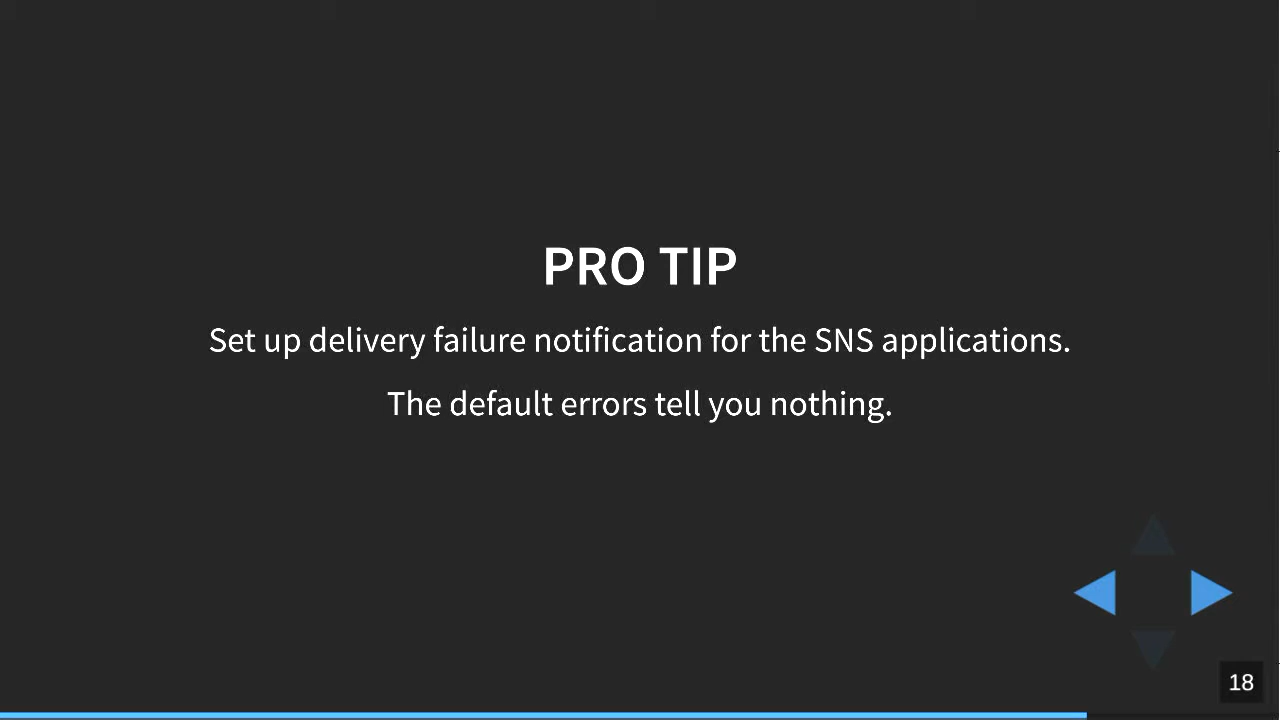 PRO TIP
Set up delivery failure notification for the SNS applications.
The default errors tell you nothing.
18